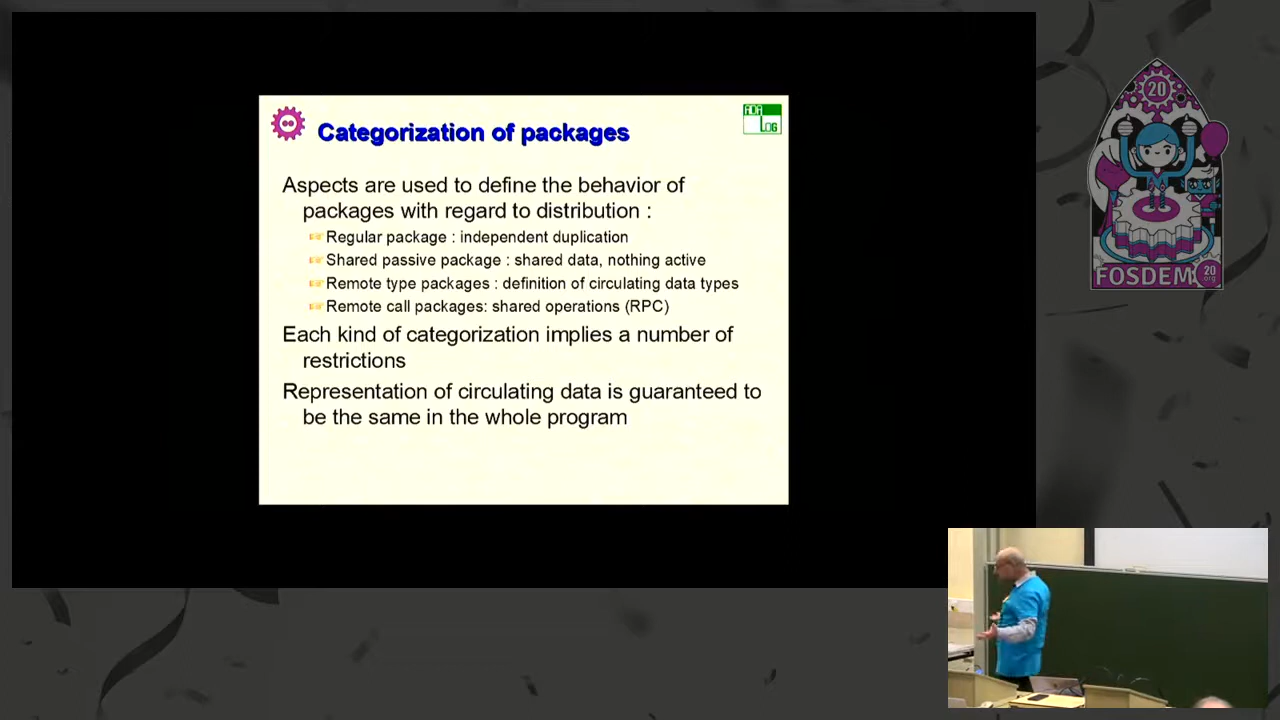 Categorization of packages
ADA
LOG
Aspects are used to define the behavior of
packages with regard to distribution :
Regular package : independent duplication
Shared passive package : shared data, nothing active
Remote type packages : definition of circulating data types
Remote call packages: shared operations (RPC)
Each kind of categorization implies a number of
restrictions
Representation of circulating data is guaranteed to
be the same in the whole program
20
FOSDEM
20
.org